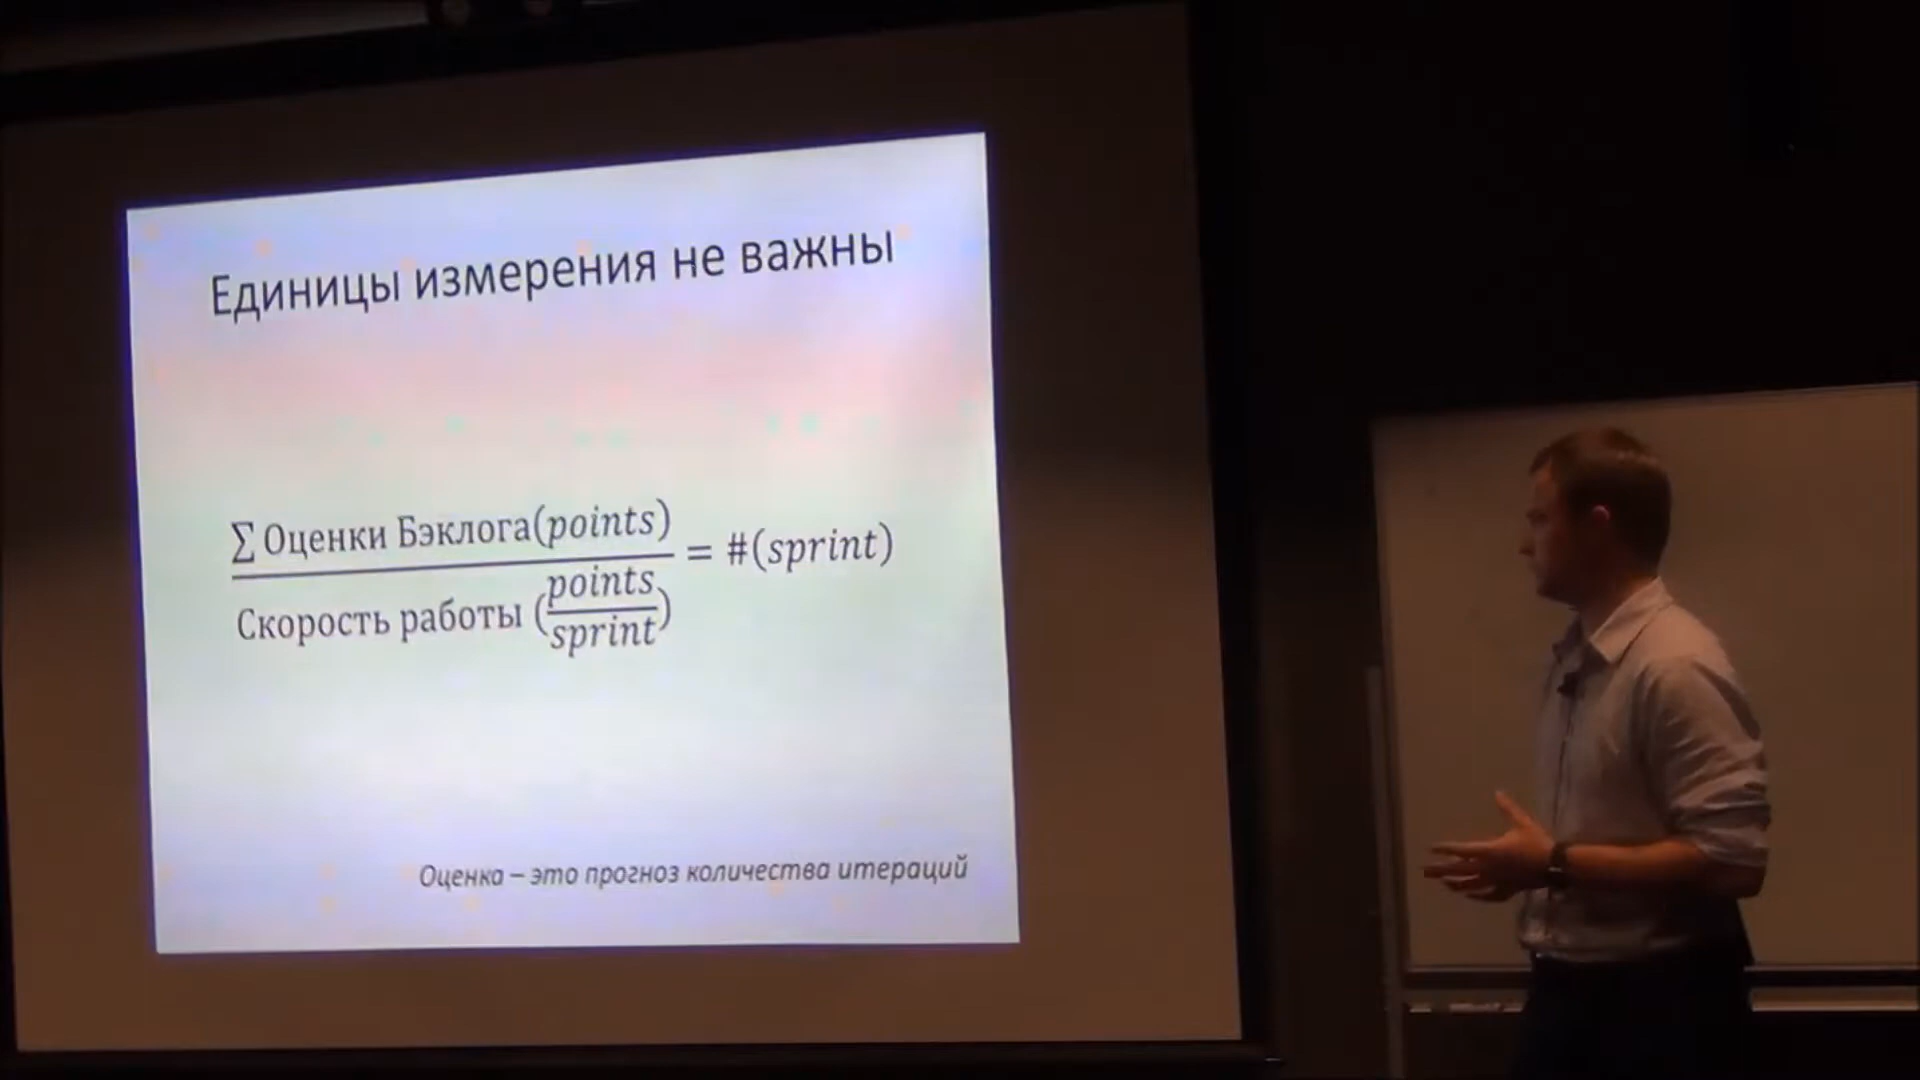 Единицы измерения не важны
∑ Оценки Бэклога(points)
= #(sprint)
Скорость работы (points/sprint)
Оценка – это прогноз количества итераций